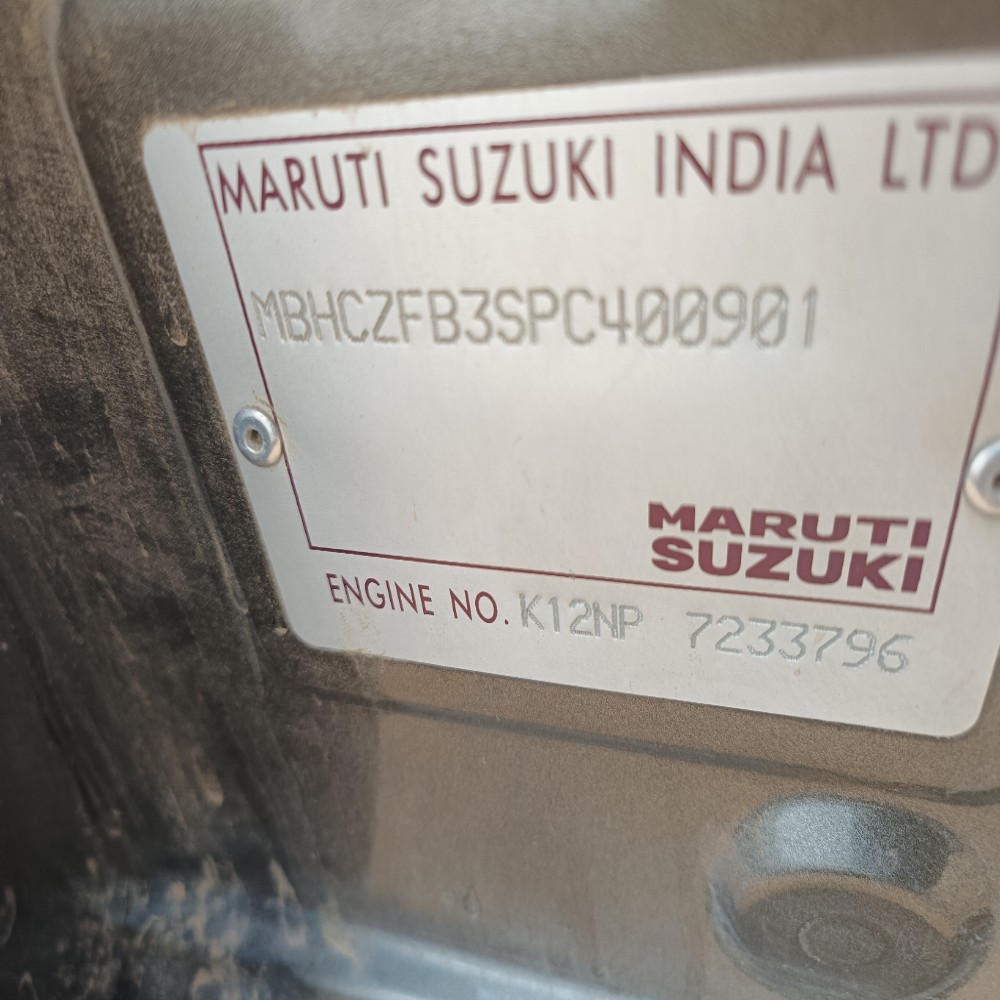 MARUTI SUZUKI INDIA LTD
MBHCZFB3SPC400901
MARUTI
SUZUKI
ENGINE NO. K12NP 7233796